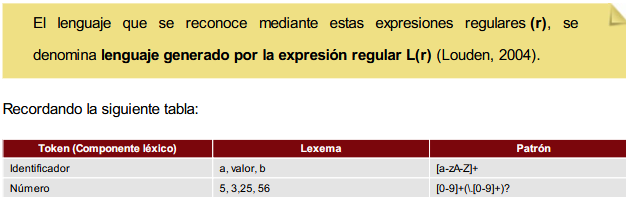 El lenguaje que se reconoce mediante estas expresiones regulares (r), se
denomina lenguaje generado por la expresión regular L(r) (Louden, 2004).
Recordando la siguiente tabla:
Token (Componente léxico) Lexema Patrón
Identificador a, valor, b [a-zA-Z]+
Número 5, 3,25, 56 [0-9]+(\.[0-9]+)?